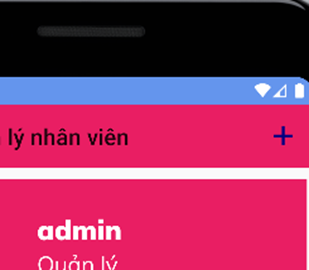 lý nhân viên
admin
Quản lý